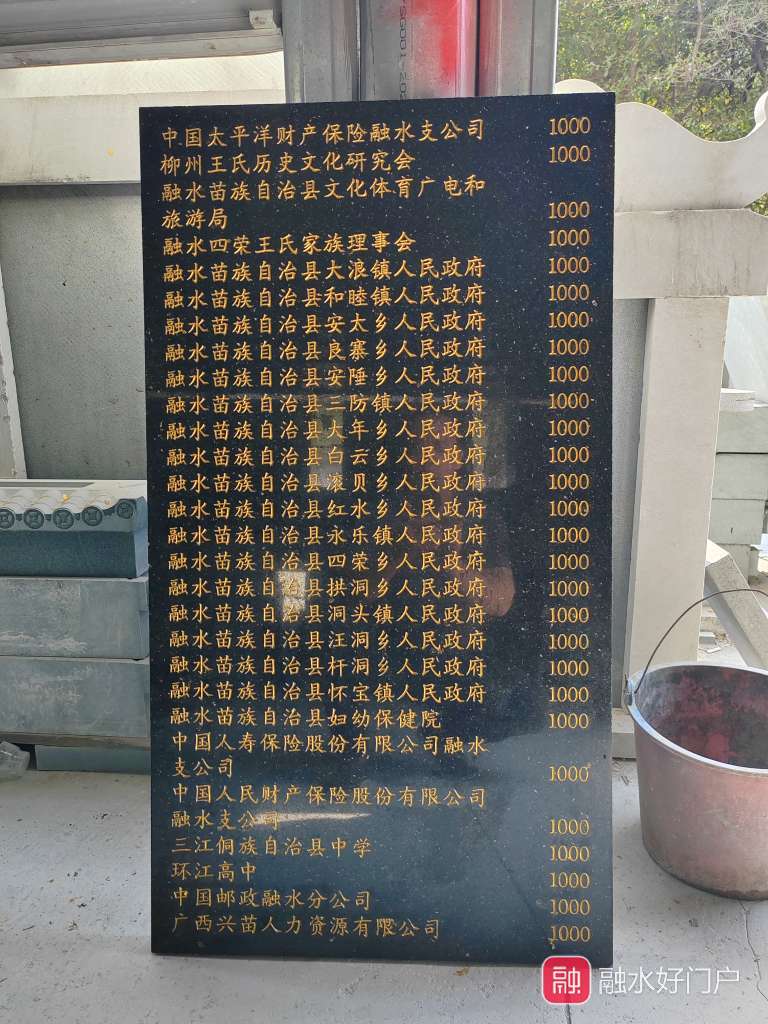 SG001 202
中国太平洋财产保险融水支公司 1000
柳州王氏历史文化研究会 1000
融水苗族自治县文化体育广电和
旅游局 1000
融水四荣王氏家族理事会 1000
融水苗族自治县大浪镇人民政府 1000
融水苗族自治县和睦镇人民政府 1000
融水苗族自治县安太乡人民政府 1000
融水苗族自治县良寨乡人民政府 1000
融水苗族自治县安陲乡人民政府 1000
融水苗族自治县三防镇人民政府 1000
融水苗族自治县大年乡人民政府 1000
融水苗族自治县白云乡人民政府 1000
融水苗族自治县滚贝乡人民政府 1000
融水苗族自治县红水乡人民政府 1000
融水苗族自治县永乐镇人民政府 1000
融水苗族自治县四荣乡人民政府 1000
融水苗族自治县拱洞乡人民政府 1000
融水苗族自治县洞头镇人民政府 1000
融水苗族自治县汪洞乡人民政府 1000
融水苗族自治县杆洞乡人民政府 1000
融水苗族自治县怀宝镇人民政府 1000
融水苗族自治县妇幼保健院 1000
中国人寿保险股份有限公司融水
支公司 1000
中国人民财产保险股份有限公司
融水支公司 1000
三江侗族自治县中学 1000
环江高中 1000
中国邮政融水分公司 1000
广西兴苗人力资源有限公司 1000
融 融水好门户